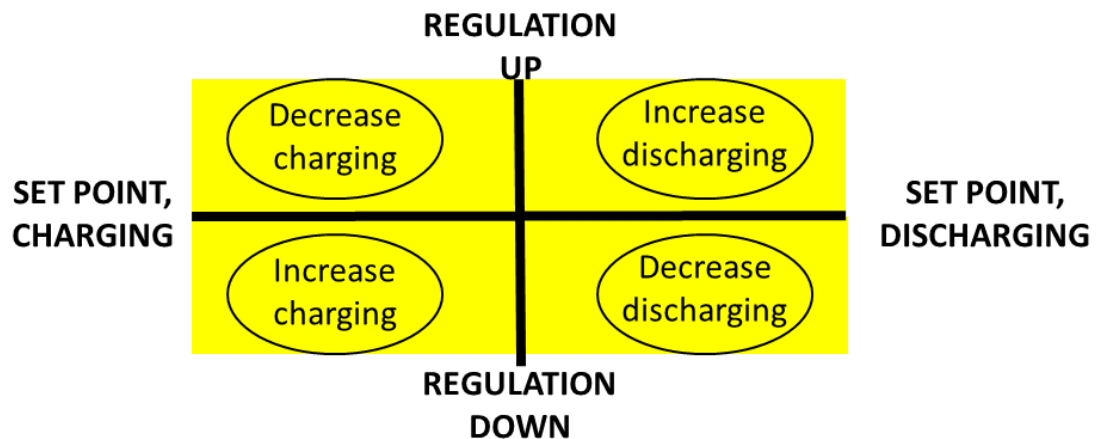 REGULATION
UP
Decrease
charging
Increase
discharging
SET POINT,
CHARGING
SET POINT,
DISCHARGING
Increase
charging
Decrease
discharging
REGULATION
DOWN